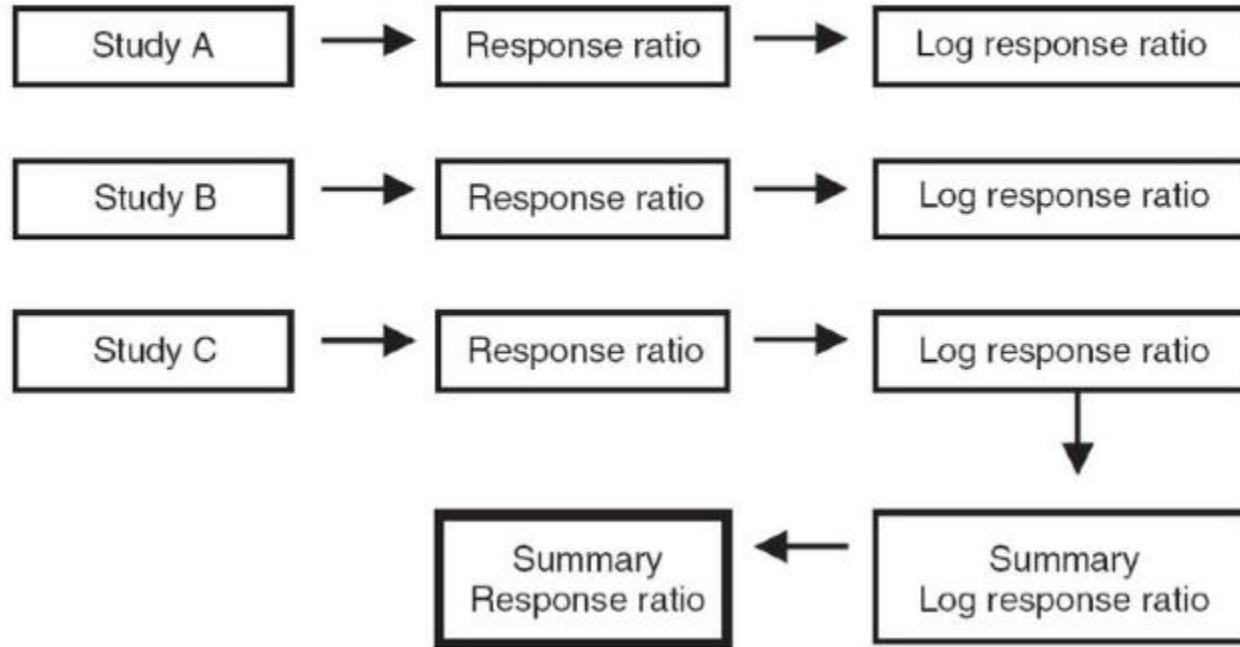 Study A
Response ratio
Log response ratio
Study B
Response ratio
Log response ratio
Study C
Response ratio
Log response ratio
Summary
Response ratio
Summary
Log response ratio